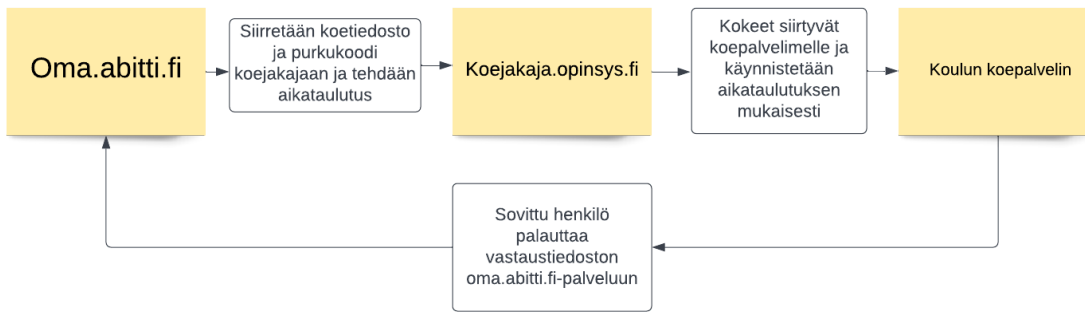 Oma.abitti.fi
Siirretään koetiedosto
ja purkukoodi
koejakajaan ja tehdään
aikataulutus
Koejakaja.opinsys.fi
Kokeet siirtyvät
koepalvelimelle ja
käynnistetään
aikataulutuksen
mukaisesti
Koulun koepalvelin
Sovittu henkilö
palauttaa
vastaustiedoston
oma.abitti.fi-palveluun